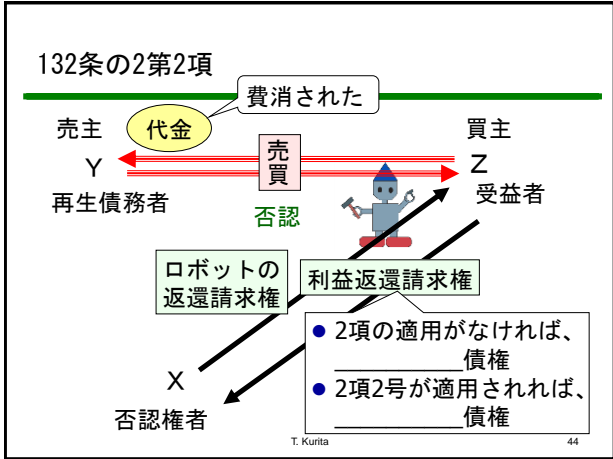 132条の2第2項
費消された
売主
代金
売買
買主
Y
Z
再生債務者
否認
受益者
ロボットの
返還請求権
利益返還請求権
● 2項の適用がなければ、
__________債権
● 2項2号が適用されれば、
__________債権
X
否認権者
T. Kurita
44